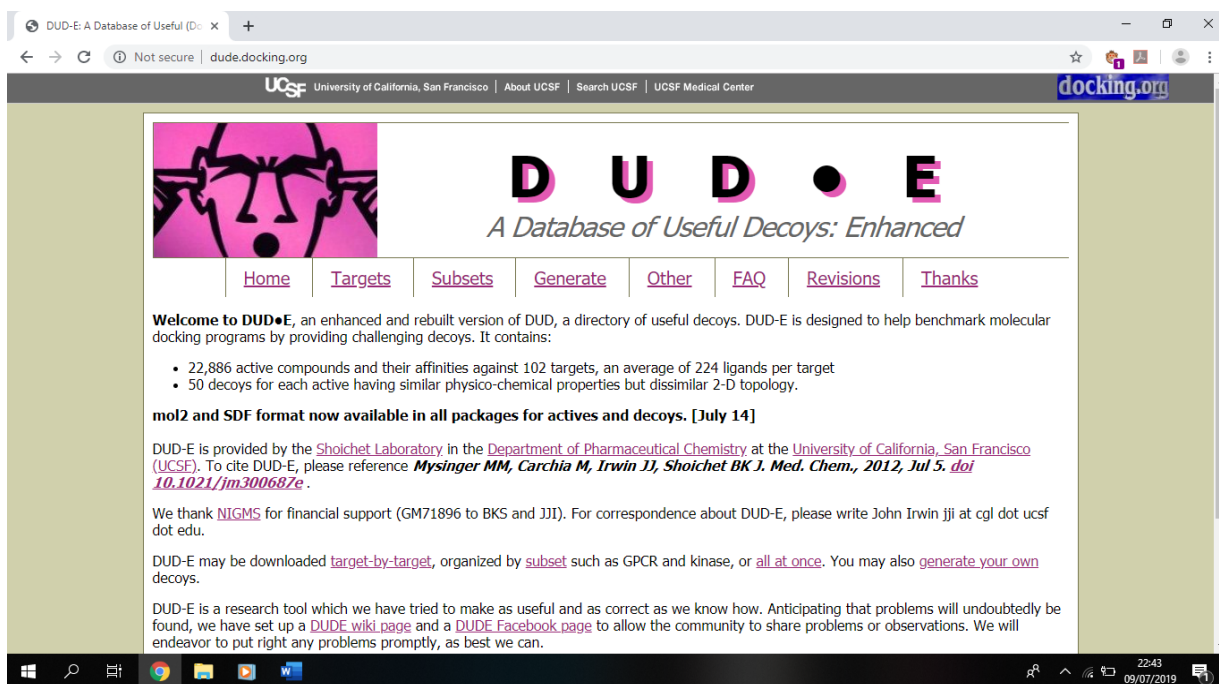 DUD-E: A Database of Useful (Do
Not secure | dude.docking.org
1
UCSF University of California, San Francisco | About UCSF | Search UCSF | UCSF Medical Center
docking.org
D U D • E
A Database of Useful Decoys: Enhanced
Home Targets Subsets Generate Other FAQ Revisions Thanks
Welcome to DUD●E, an enhanced and rebuilt version of DUD, a directory of useful decoys. DUD-E is designed to help benchmark molecular
docking programs by providing challenging decoys. It contains:
• 22,886 active compounds and their affinities against 102 targets, an average of 224 ligands per target
• 50 decoys for each active having similar physico-chemical properties but dissimilar 2-D topology.
mol2 and SDF format now available in all packages for actives and decoys. [July 14]
DUD-E is provided by the Shoichet Laboratory in the Department of Pharmaceutical Chemistry at the University of California, San Francisco
(UCSF). To cite DUD-E, please reference Mysinger MM, Carchia M, Irwin JJ, Shoichet BK J. Med. Chem., 2012, Jul 5. doi
10.1021/jm300687e .
We thank NIGMS for financial support (GM71896 to BKS and JJI). For correspondence about DUD-E, please write John Irwin jji at cgl dot ucsf
dot edu.
DUD-E may be downloaded target-by-target, organized by subset such as GPCR and kinase, or all at once. You may also generate your own
decoys.
DUD-E is a research tool which we have tried to make as useful and as correct as we know how. Anticipating that problems will undoubtedly be
found, we have set up a DUDE wiki page and a DUDE Facebook page to allow the community to share problems or observations. We will
endeavor to put right any problems promptly, as best we can.
22:43
09/07/2019
1